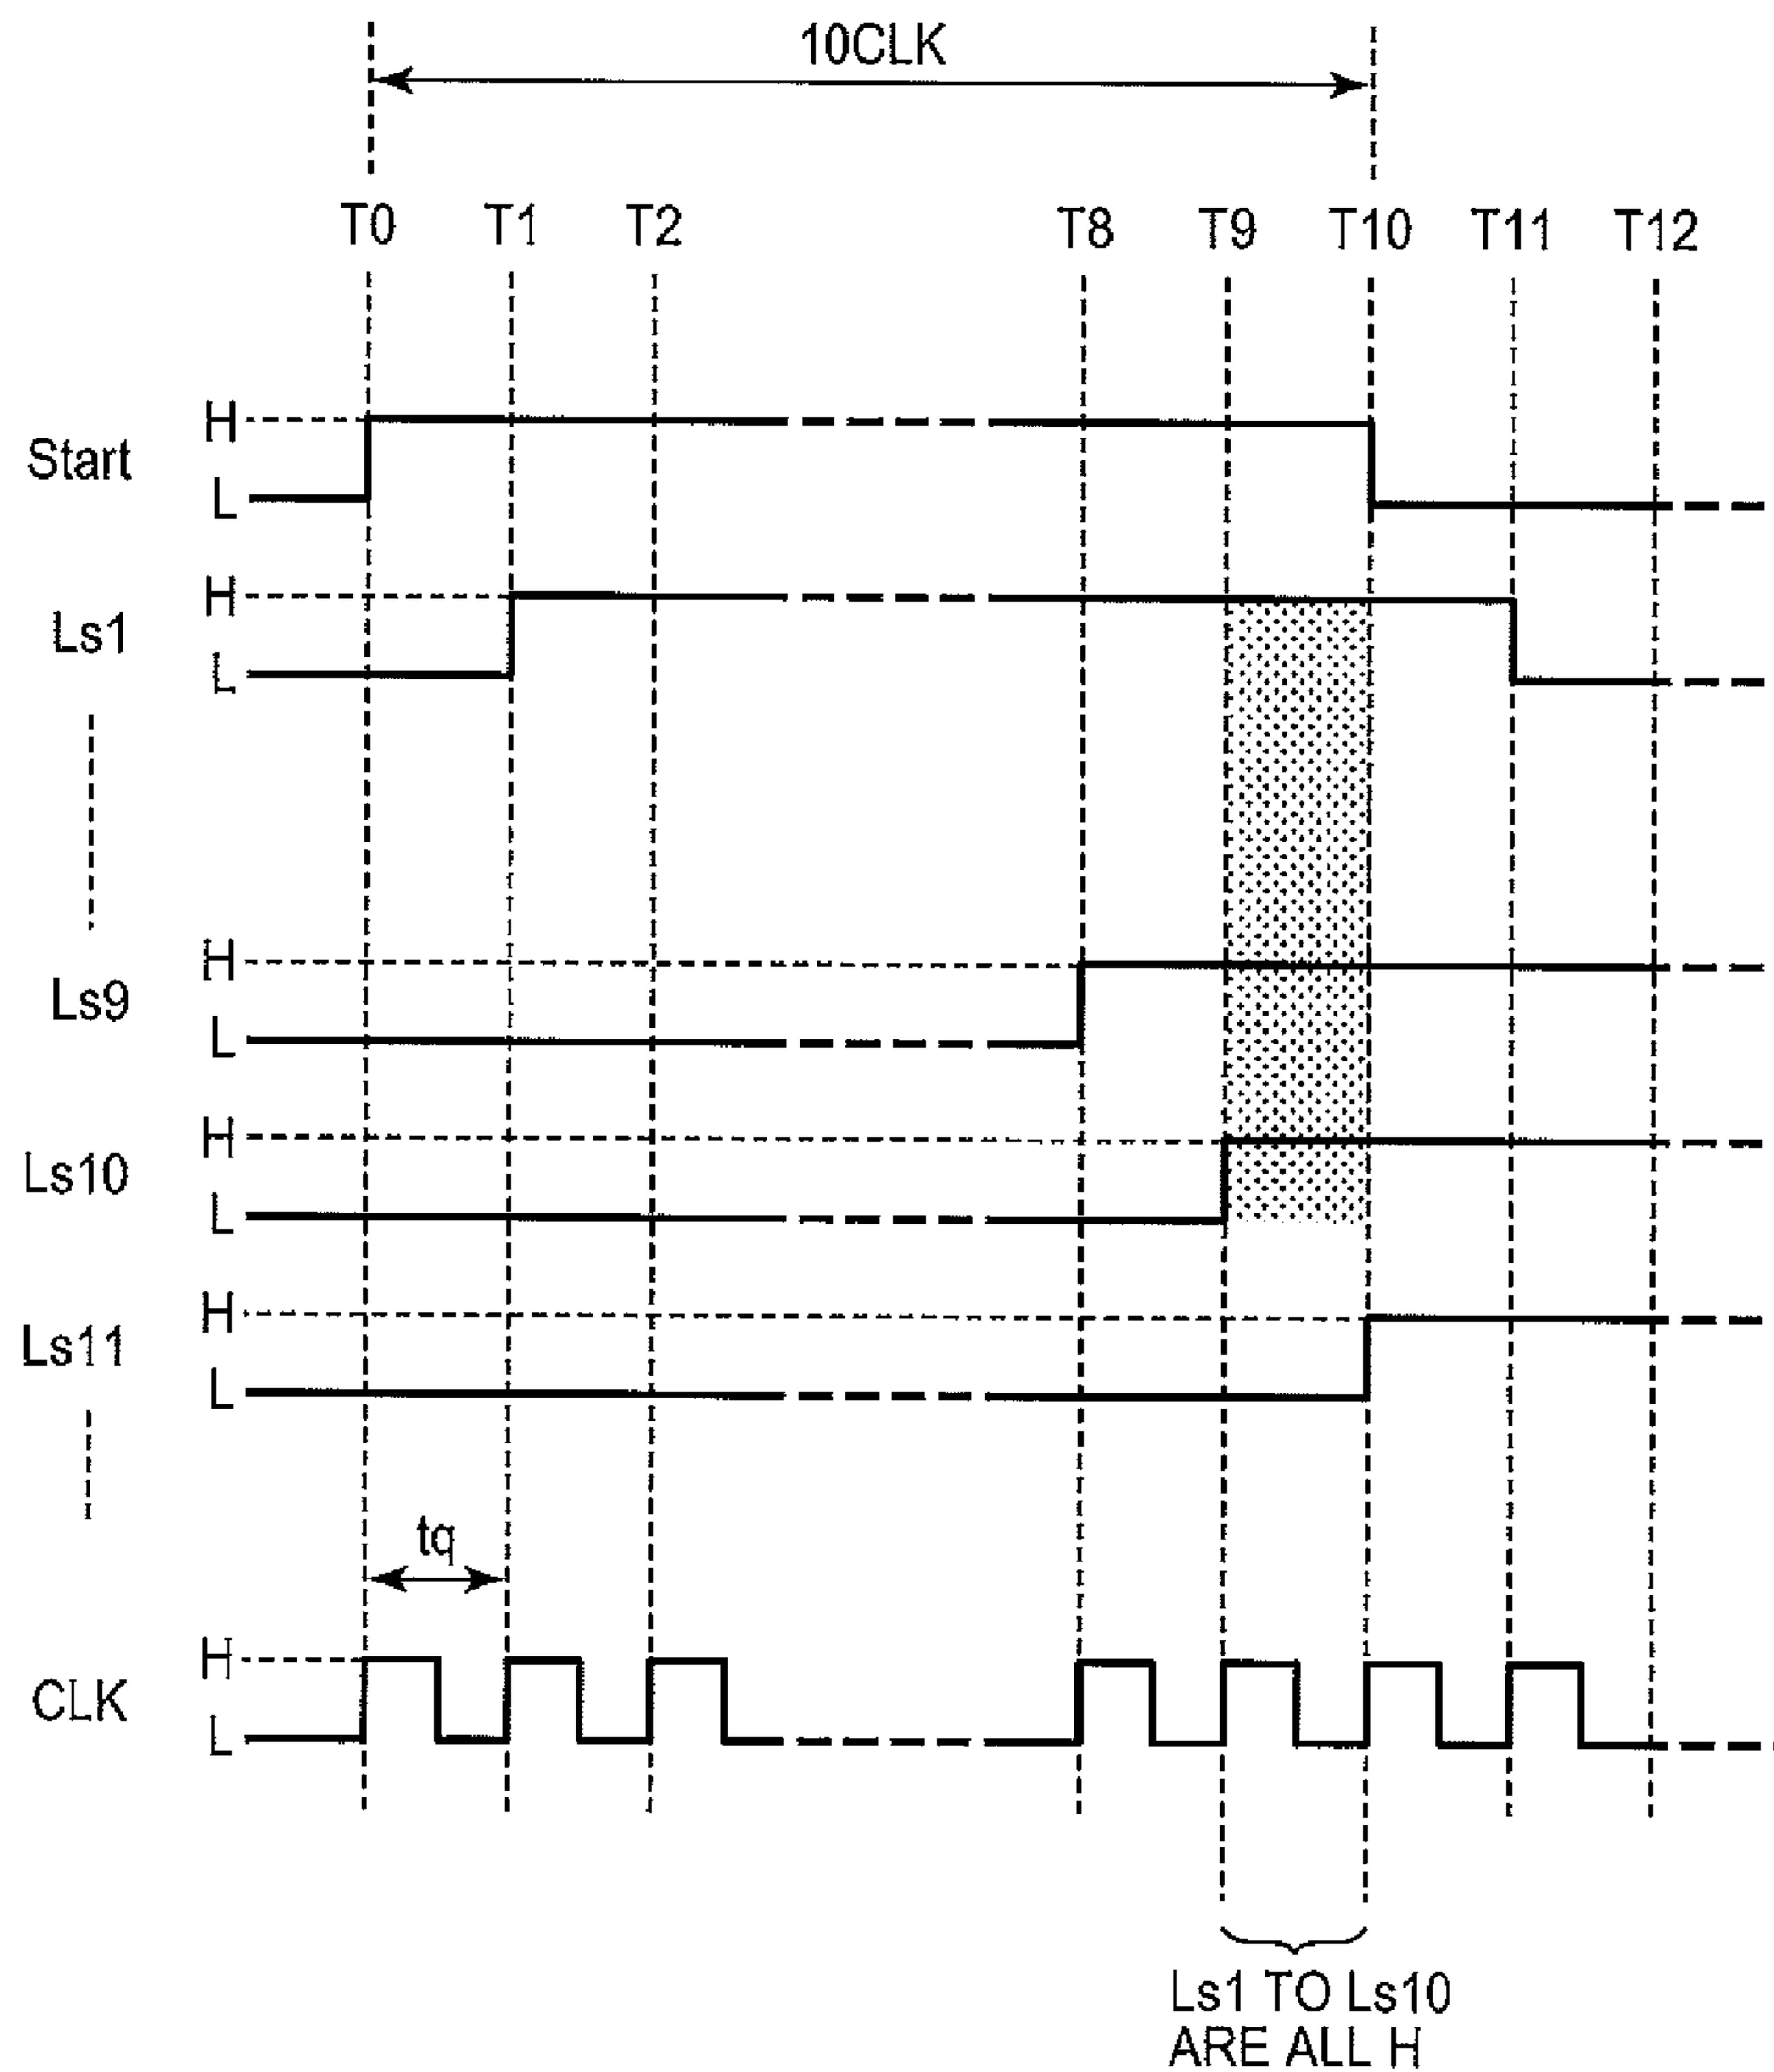 10CLK
T0 T1 T2 T8 T9 T10 T11 T12
H
Start
L
H
Ls1
L
H
Ls9
L
H
Ls10
L
H
Ls11
L
tq
H
CLK
L
Ls1 TO Ls10
ARE ALL H